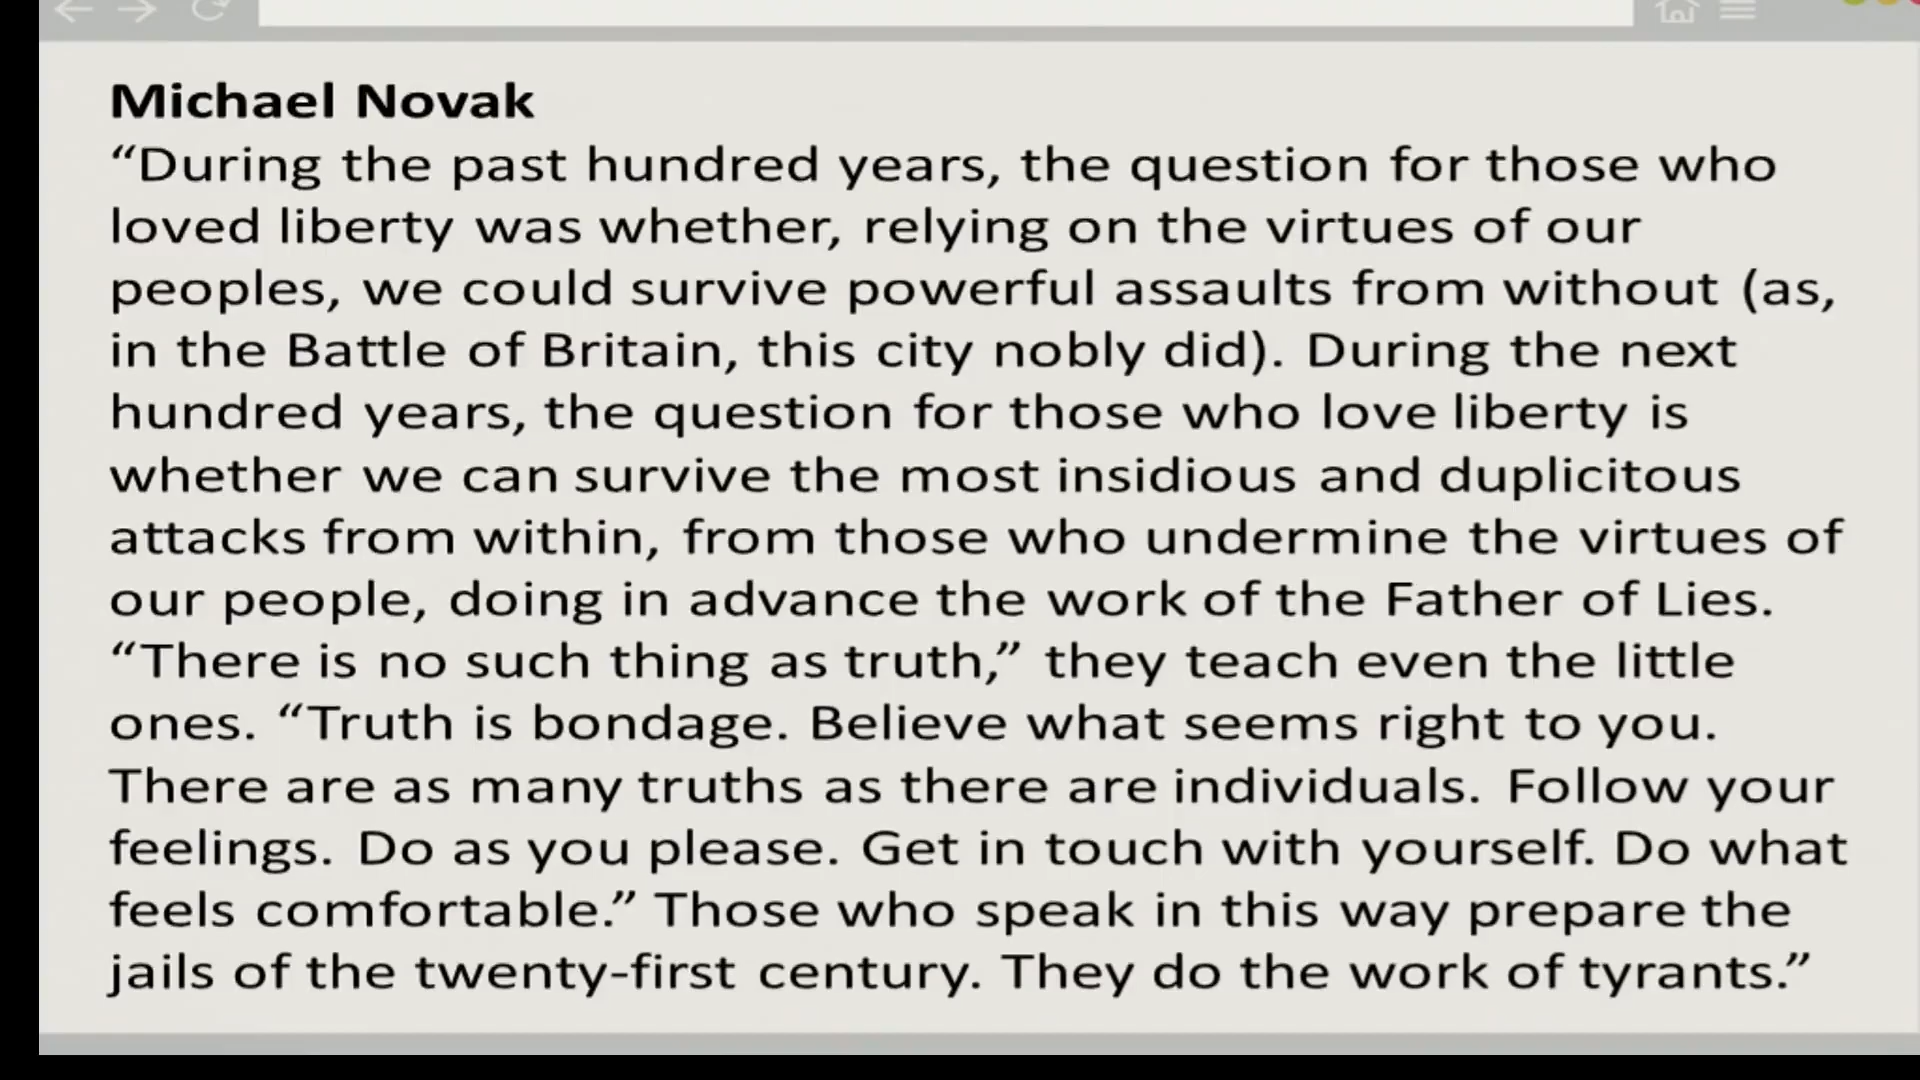 Michael Novak
“During the past hundred years, the question for those who
loved liberty was whether, relying on the virtues of our
peoples, we could survive powerful assaults from without (as,
in the Battle of Britain, this city nobly did). During the next
hundred years, the question for those who love liberty is
whether we can survive the most insidious and duplicitous
attacks from within, from those who undermine the virtues of
our people, doing in advance the work of the Father of Lies.
“There is no such thing as truth,” they teach even the little
ones. “Truth is bondage. Believe what seems right to you.
There are as many truths as there are individuals. Follow your
feelings. Do as you please. Get in touch with yourself. Do what
feels comfortable.” Those who speak in this way prepare the
jails of the twenty-first century. They do the work of tyrants.”